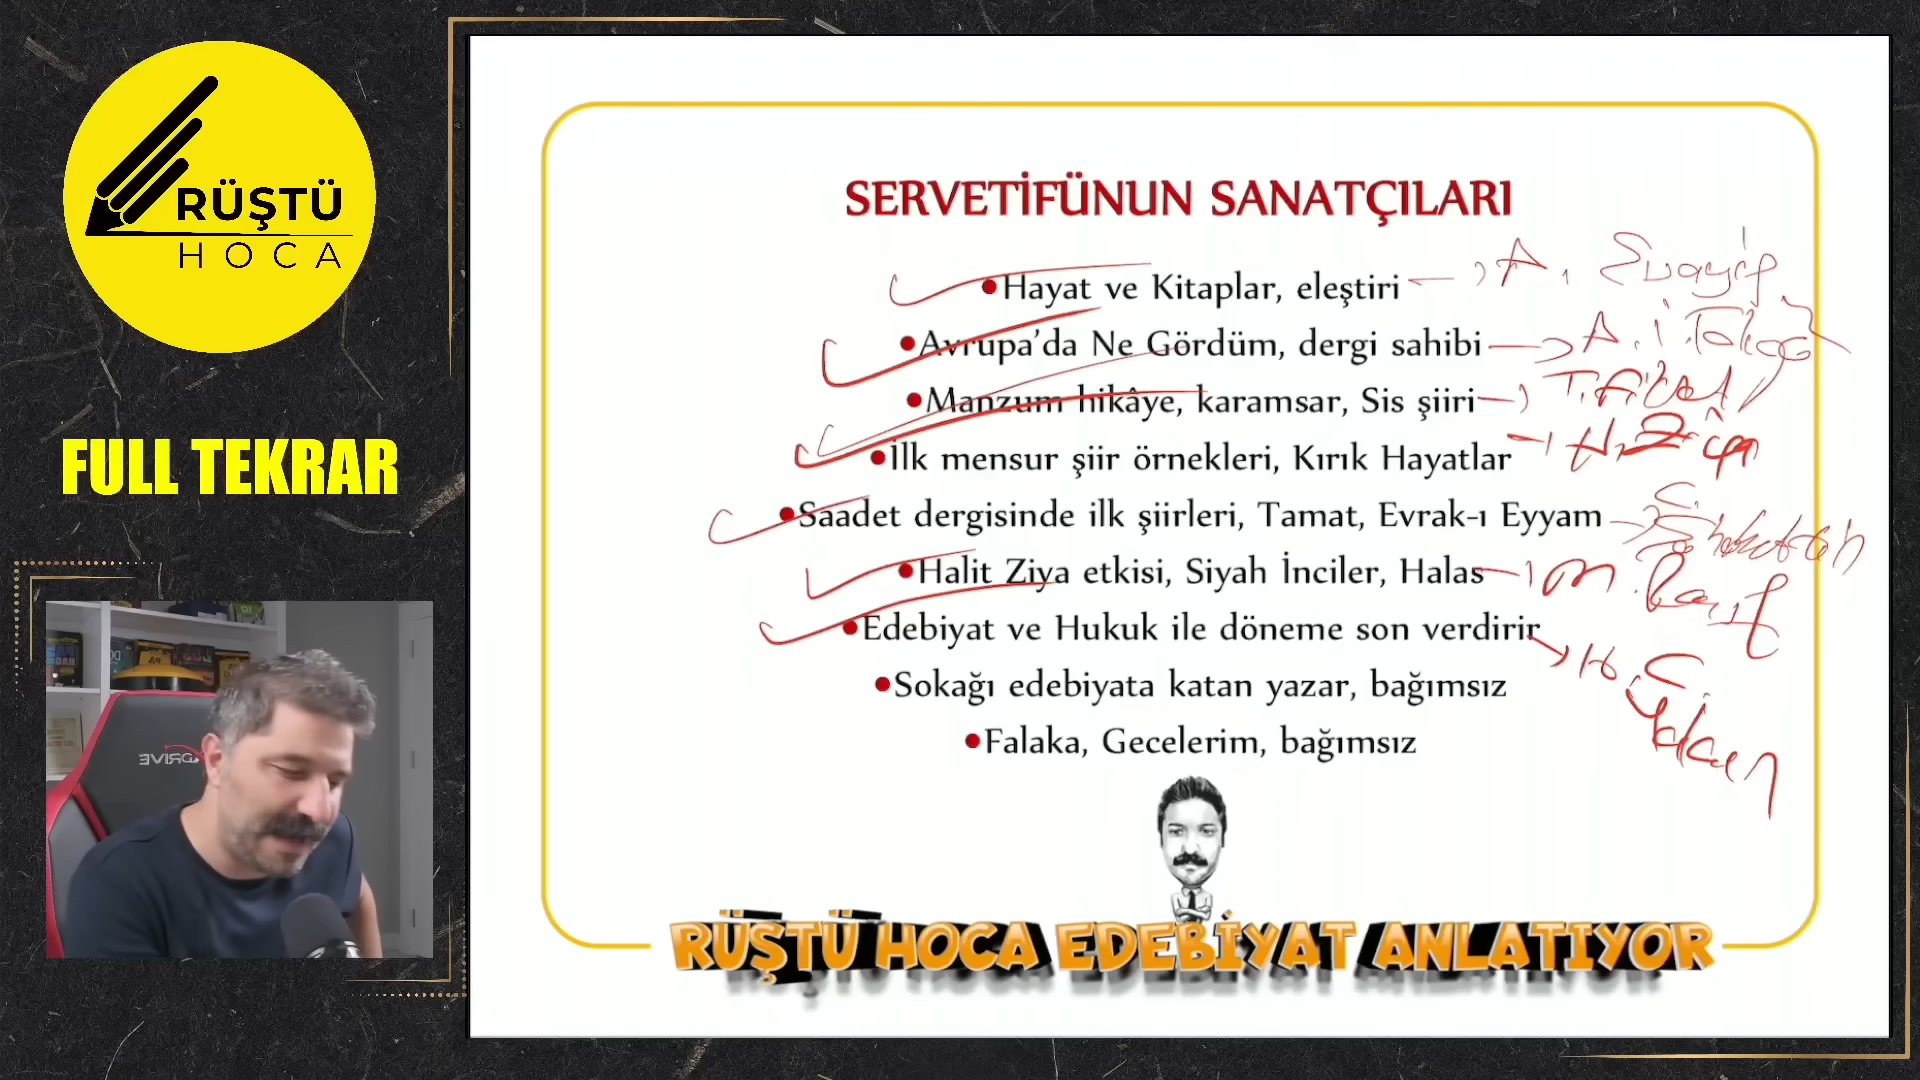 RÜŞTÜ
HOCA
FULL TEKRAR
SERVETİFÜNUN SANATÇILARI
•Hayat ve Kitaplar, eleştiri → A. Şuayip
•Avrupa'da Ne Gördüm, dergi sahibi → A. İ. Tokgöz
•Manzum hikâye, karamsar, Sis şiiri → T. Fikret
•İlk mensur şiir örnekleri, Kırık Hayatlar → H. Ziya
•Saadet dergisinde ilk şiirleri, Tamat, Evrak-ı Eyyam → C. Şehabettin
•Halit Ziya etkisi, Siyah İnciler, Halas → M. Rauf
•Edebiyat ve Hukuk ile döneme son verdirir → H. C. Yalçın
•Sokağı edebiyata katan yazar, bağımsız
•Falaka, Gecelerim, bağımsız
RÜŞTÜ HOCA EDEBİYAT ANLATIYOR